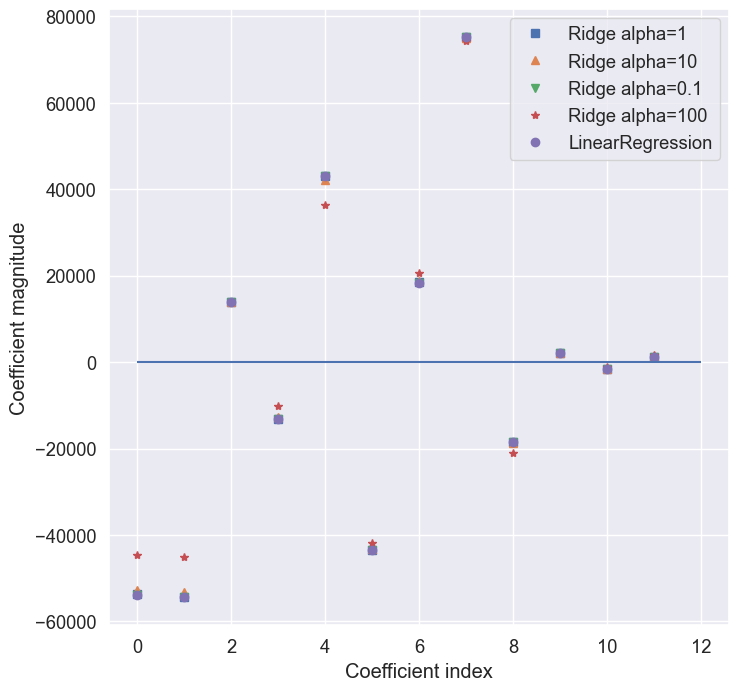 80000
60000
40000
20000
0
−20000
−40000
−60000
Coefficient magnitude
Ridge alpha=1
Ridge alpha=10
Ridge alpha=0.1
Ridge alpha=100
LinearRegression
0 2 4 6 8 10 12
Coefficient index